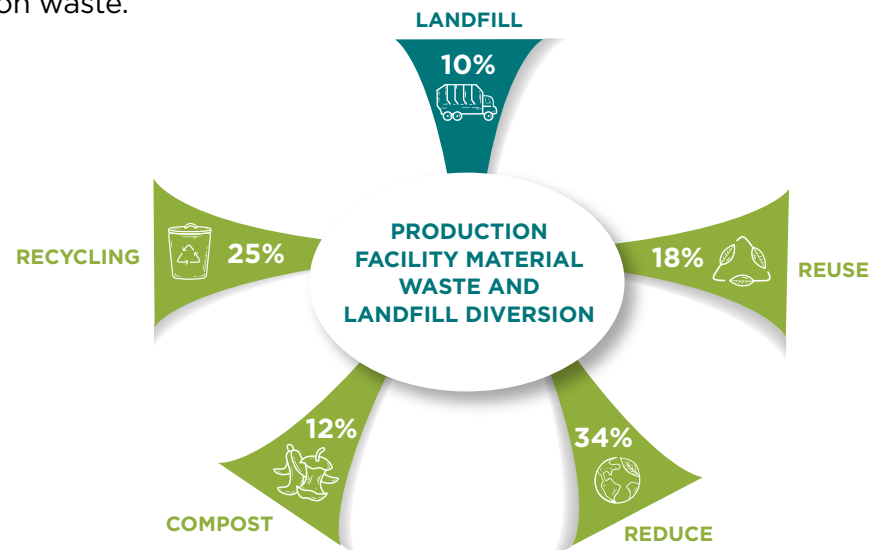 on waste.
LANDFILL
10%
RECYCLING
25%
PRODUCTION
FACILITY MATERIAL
WASTE AND
LANDFILL DIVERSION
18%
REUSE
12%
COMPOST
34%
REDUCE